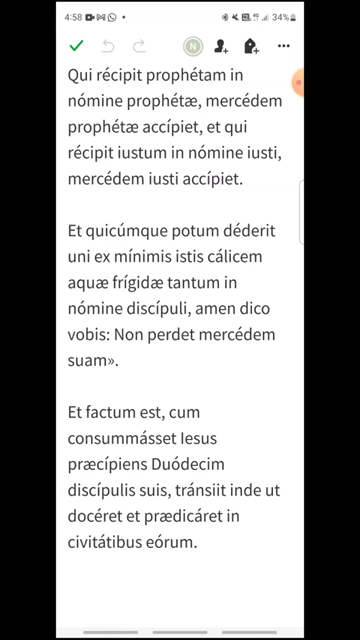 4:58
34%
N
Qui récipit prophétam in
nómine prophétæ, mercédem
prophétæ accípiet, et qui
récipit iustum in nómine iusti,
mercédem iusti accípiet.
Et quicúmque potum déderit
uni ex mínimis istis cálicem
aquæ frígidæ tantum in
nómine discípuli, amen dico
vobis: Non perdet mercédem
suam».
Et factum est, cum
consummásset Iesus
præcípiens Duódecim
discípulis suis, tránsiit inde ut
docéret et prædicáret in
civitátibus eórum.